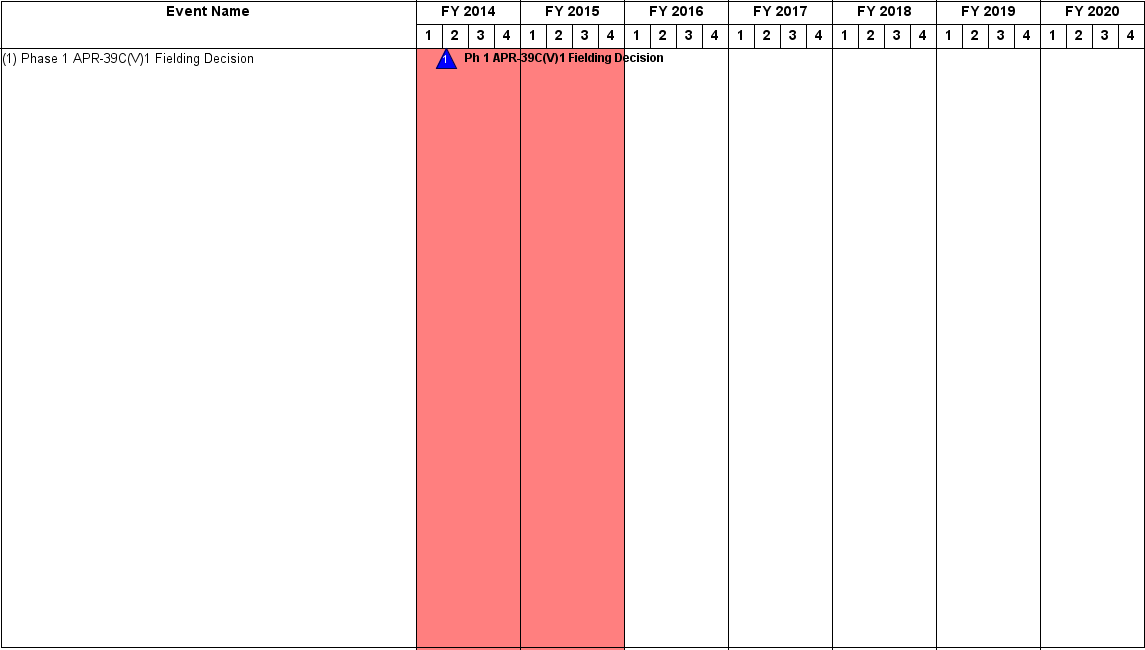 Event Name FY 2014 FY 2015 FY 2016 FY 2017 FY 2018 FY 2019 FY 2020
1 2 3 4 1 2 3 4 1 2 3 4 1 2 3 4 1 2 3 4 1 2 3 4 1 2 3 4
(1) Phase 1 APR-39C(V)1 Fielding Decision 1 Ph 1 APR-39C(V)1 Fielding Decision